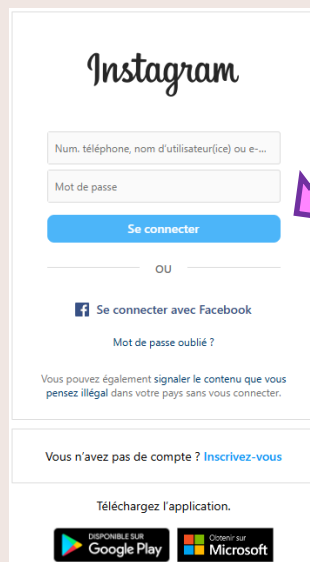 Instagram
Num. téléphone, nom d'utilisateur(ice) ou e-...
Mot de passe
Se connecter
OU
Se connecter avec Facebook
Mot de passe oublié ?
Vous pouvez également signaler le contenu que vous
pensez illégal dans votre pays sans vous connecter.
Vous n'avez pas de compte ? Inscrivez-vous
Téléchargez l'application.
DISPONIBLE SUR
Google Play
Obtenir sur
Microsoft